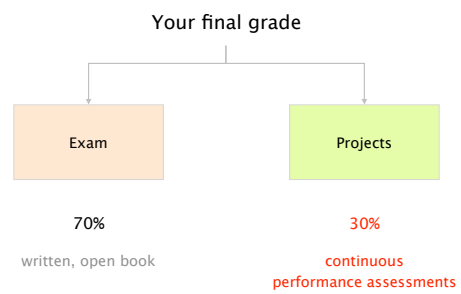 Your final grade
Exam
Projects
70%
30%
written, open book
continuous
performance assessments